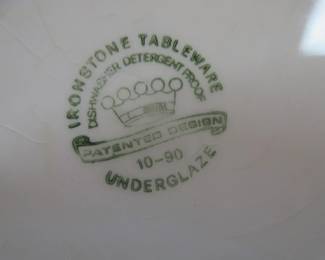 IRONSTONE TABLEWARE
DISHWASHER DETERGENT PROOF
PATENTED DESIGN
10-90
UNDERGLAZE